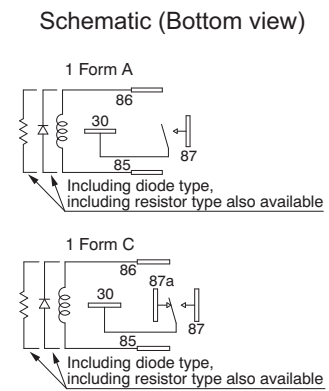 Schematic (Bottom view)
1 Form A
86
30
87
85
Including diode type,
including resistor type also available
1 Form C
86
87a
30
87
85
Including diode type,
including resistor type also available